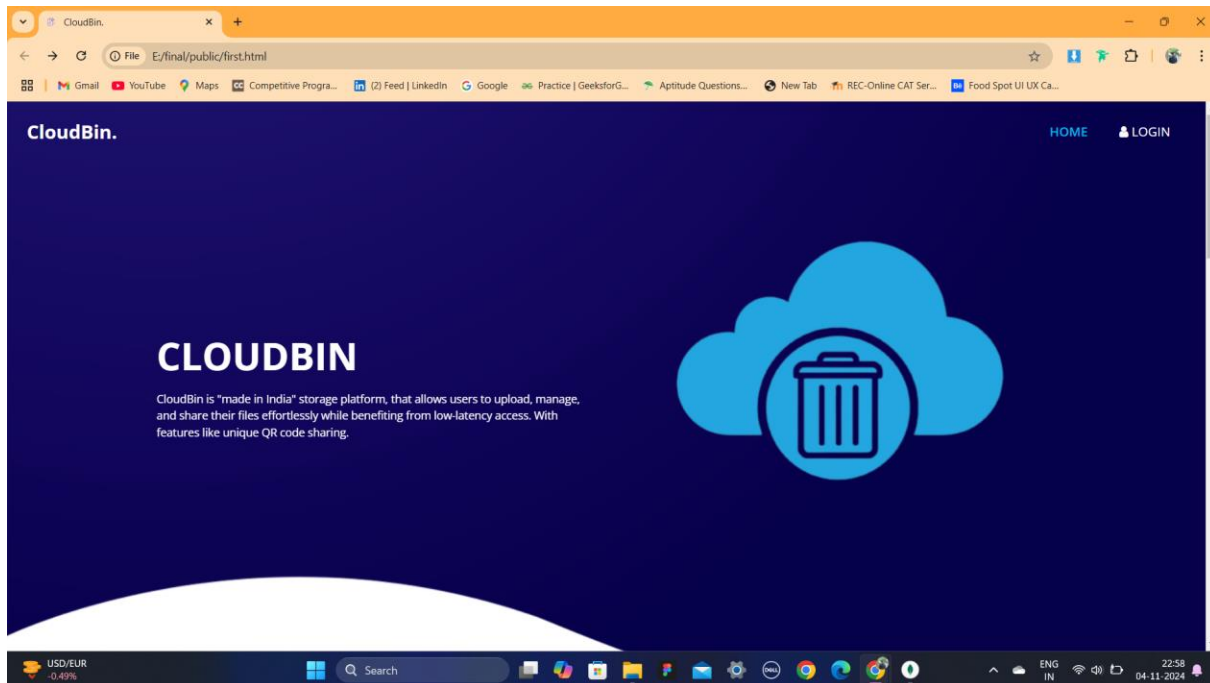 CloudBin.
File E:/final/public/first.html
Gmail YouTube Maps Competitive Progra... (2) Feed | LinkedIn Google Practice | GeeksforG... Aptitude Questions... New Tab REC-Online CAT Ser... Food Spot UI UX Ca...
CloudBin. HOME LOGIN
CLOUDBIN
CloudBin is "made in India" storage platform, that allows users to upload, manage,
and share their files effortlessly while benefiting from low-latency access. With
features like unique QR code sharing.
USD/EUR
-0.49%
Search
DELL
ENG
IN
22:58
04-11-2024